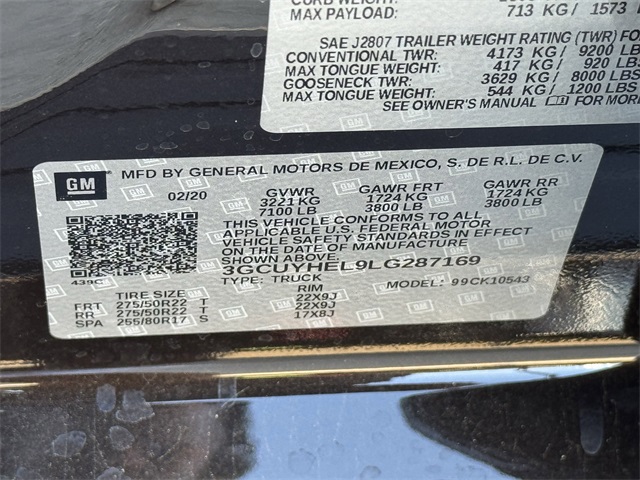 MAX PAYLOAD: 713 KG / 1573 LB
SAE J2807 TRAILER WEIGHT RATING (TWR) FO
CONVENTIONAL TWR: 4173 KG / 9200 LBS
MAX TONGUE WEIGHT: 417 KG / 920 LBS
GOOSENECK TWR: 3629 KG / 8000 LBS
MAX TONGUE WEIGHT: 544 KG / 1200 LBS
SEE OWNER'S MANUAL FOR MORE
GM
MFD BY GENERAL MOTORS DE MEXICO, S. DE R.L. DE C.V.
02/20 GVWR GAWR FRT GAWR RR
3221 KG 1724 KG 1724 KG
7100 LB 3800 LB 3800 LB
THIS VEHICLE CONFORMS TO ALL
APPLICABLE U.S. FEDERAL MOTOR
VEHICLE SAFETY STANDARDS IN EFFECT
ON THE DATE OF MANUFACTURE
SHOWN ABOVE.
3GCUYHEL9LG287169
TYPE: TRUCK MODEL: 99CK10543
TIRE SIZE RIM
FRT 275/50R22 T 22X9J
RR 275/50R22 T 22X9J
SPA 255/80R17 S 17X8J